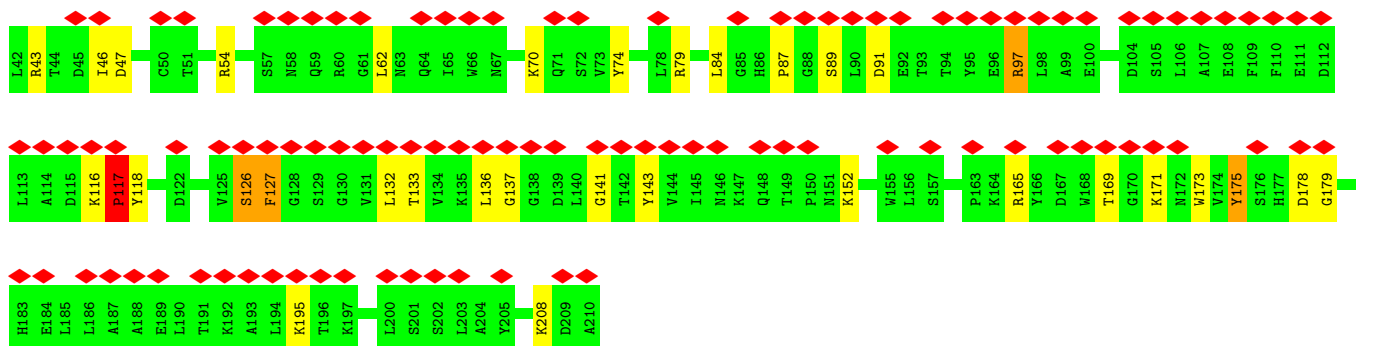 L42 R43 T44 D45 I46 D47 C50 T51 R54 S57 N58 Q59 R60 G61 L62 N63 Q64 I65 W66 N67 K70 Q71 S72 V73 Y74 L78 R79 L84 G85 H86 P87 G88 S89 L90 D91 E92 T93 T94 Y95 E96 R97 L98 A99 E100 D104 S105 L106 A107 E108 F109 F110 E111 D112
L113 A114 D115 K116 P117 Y118 D122 V125 S126 F127 G128 S129 G130 V131 L132 T133 V134 K135 L136 G137 G138 D139 L140 G141 T142 Y143 V144 I145 N146 K147 Q148 T149 P150 N151 K152 W155 L156 S157 P163 K164 R165 Y166 D167 W168 T169 G170 K171 N172 W173 V174 Y175 S176 H177 D178 G179
H183 E184 L185 L186 A187 A188 E189 L190 T191 K192 A193 L194 K195 T196 K197 L200 S201 S202 L203 A204 Y205 K208 D209 A210